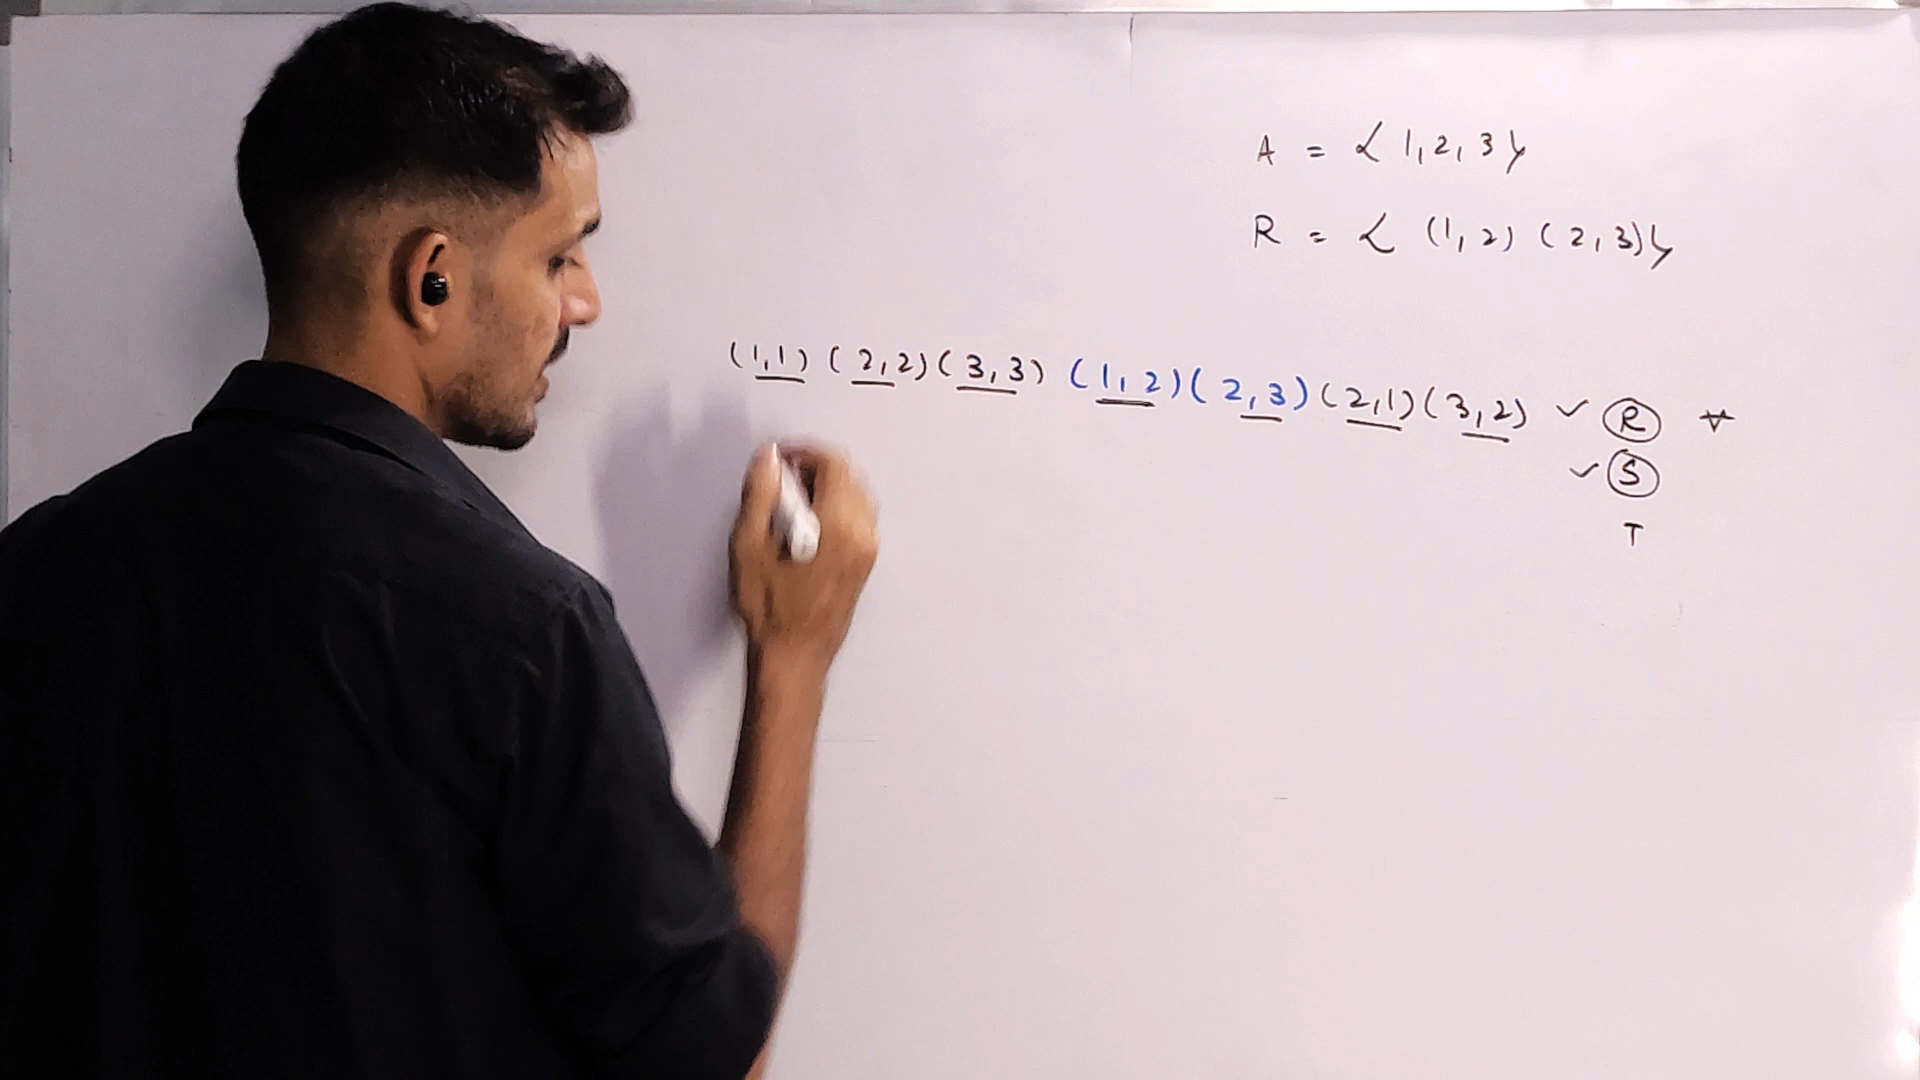 A = { 1, 2, 3 }
R = { (1, 2) (2, 3) }
(1,1) (2,2) (3,3) (1,2) (2,3) (2,1) (3,2) ✓ R ∀
✓ S
T